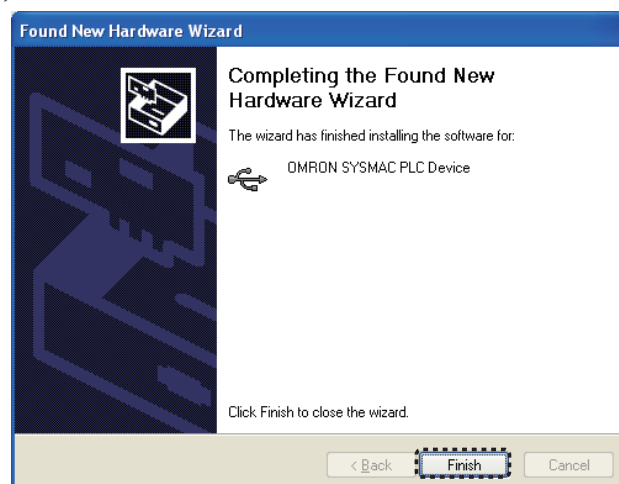 Found New Hardware Wizard
Completing the Found New
Hardware Wizard
The wizard has finished installing the software for:
OMRON SYSMAC PLC Device
Click Finish to close the wizard.
< Back
Finish
Cancel